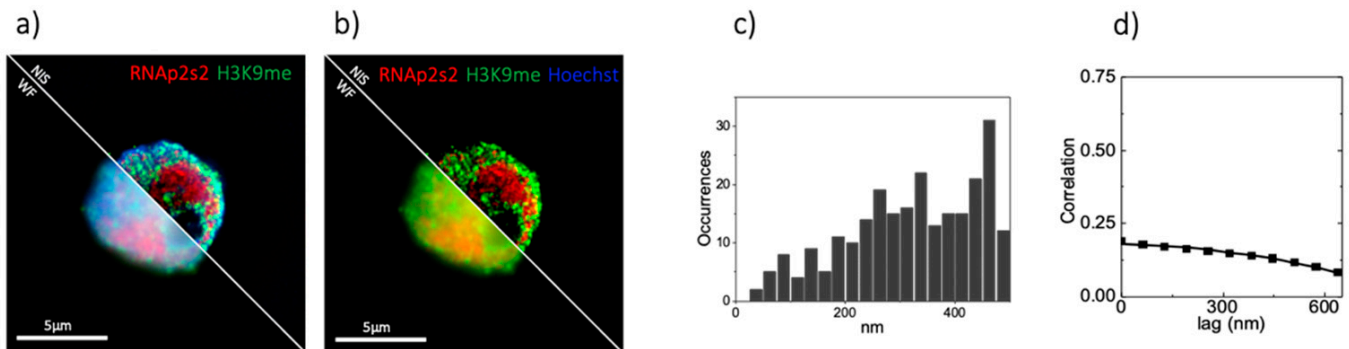 a)
b)
c)
d)
NIS
WF
RNAp2s2 H3K9me
5μm
NIS
WF
RNAp2s2 H3K9me Hoechst
5μm
Occurrences
30
20
10
0
0
200
400
nm
Correlation
0.75
0.50
0.25
0.00
0
300
600
lag (nm)